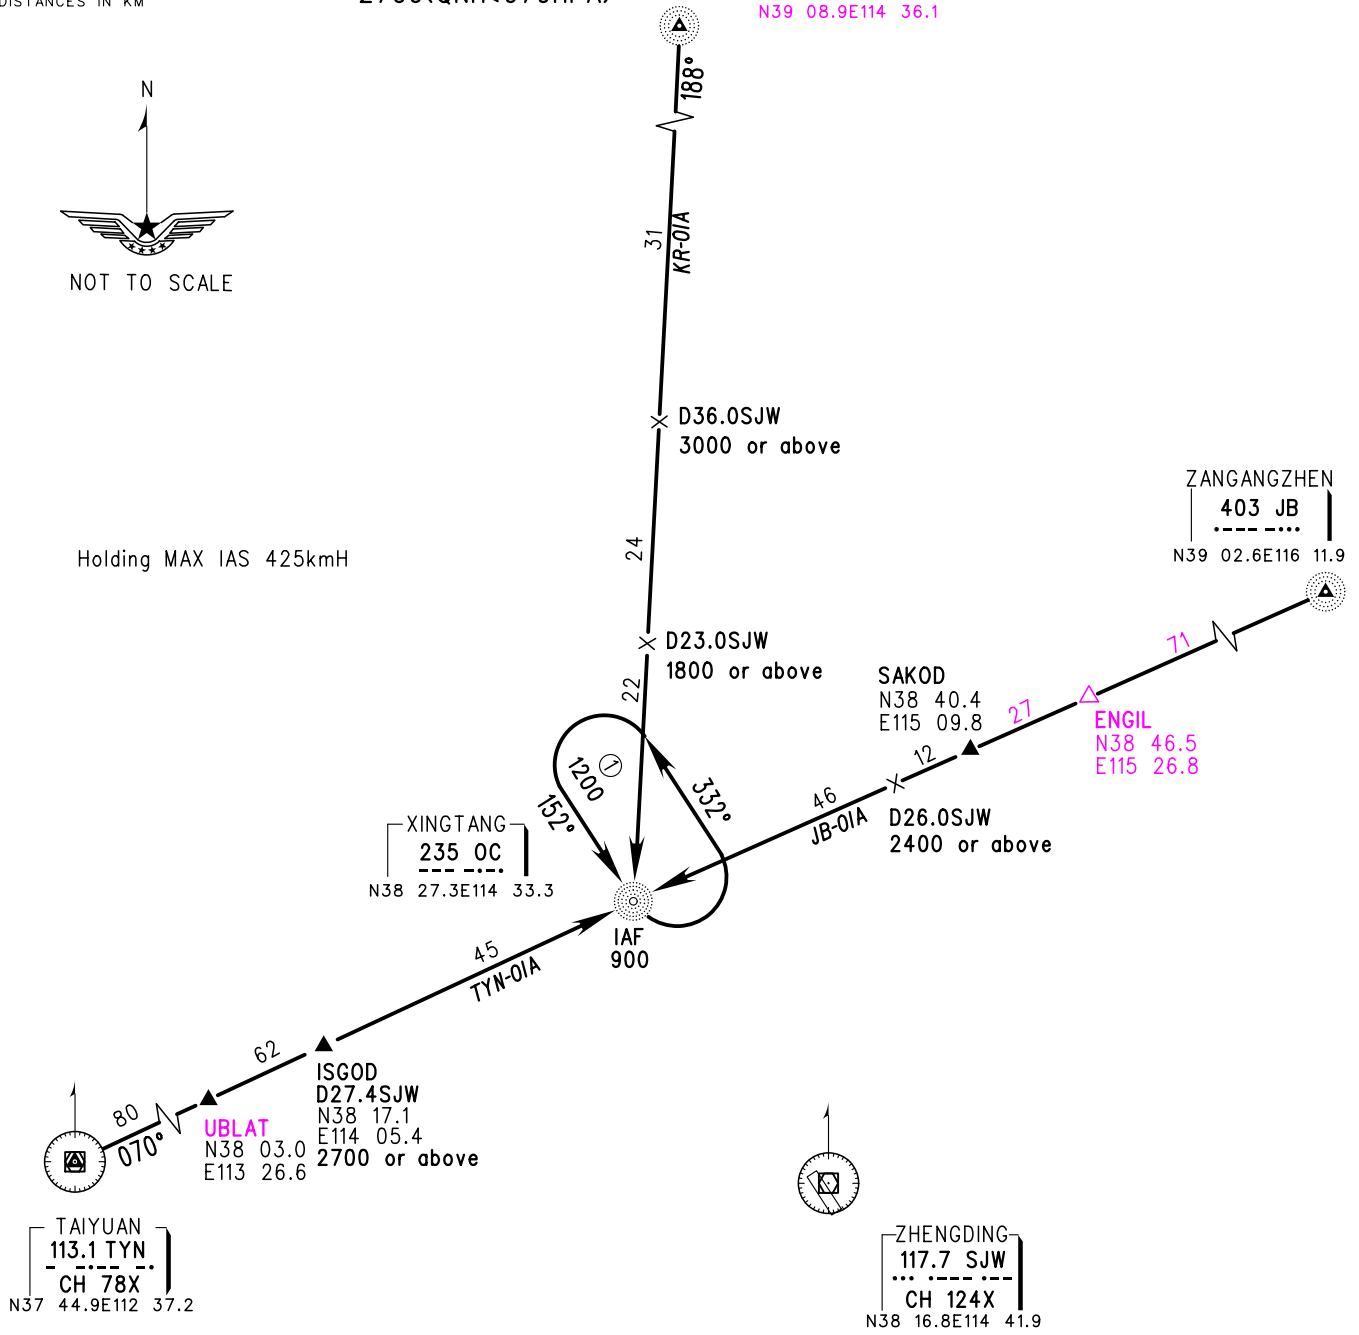 DISTANCES IN KM
N39 08.9E114 36.1
N
188°
NOT TO SCALE
31
KR-01A
D36.0SJW
3000 or above
ZANGANGZHEN
403 JB
N39 02.6E116 11.9
Holding MAX IAS 425kmH
24
D23.0SJW
1800 or above
22
71
SAKOD
N38 40.4
E115 09.8
27
ENGIL
N38 46.5
E115 26.8
12
1
1200
152°
332°
46
JB-01A
D26.0SJW
2400 or above
XINGTANG
235 OC
N38 27.3E114 33.3
IAF
900
45
TYN-01A
62
ISGOD
D27.4SJW
N38 17.1
E114 05.4
2700 or above
80
070°
UBLAT
N38 03.0
E113 26.6
TAIYUAN
113.1 TYN
CH 78X
N37 44.9E112 37.2
ZHENGDING
117.7 SJW
CH 124X
N38 16.8E114 41.9